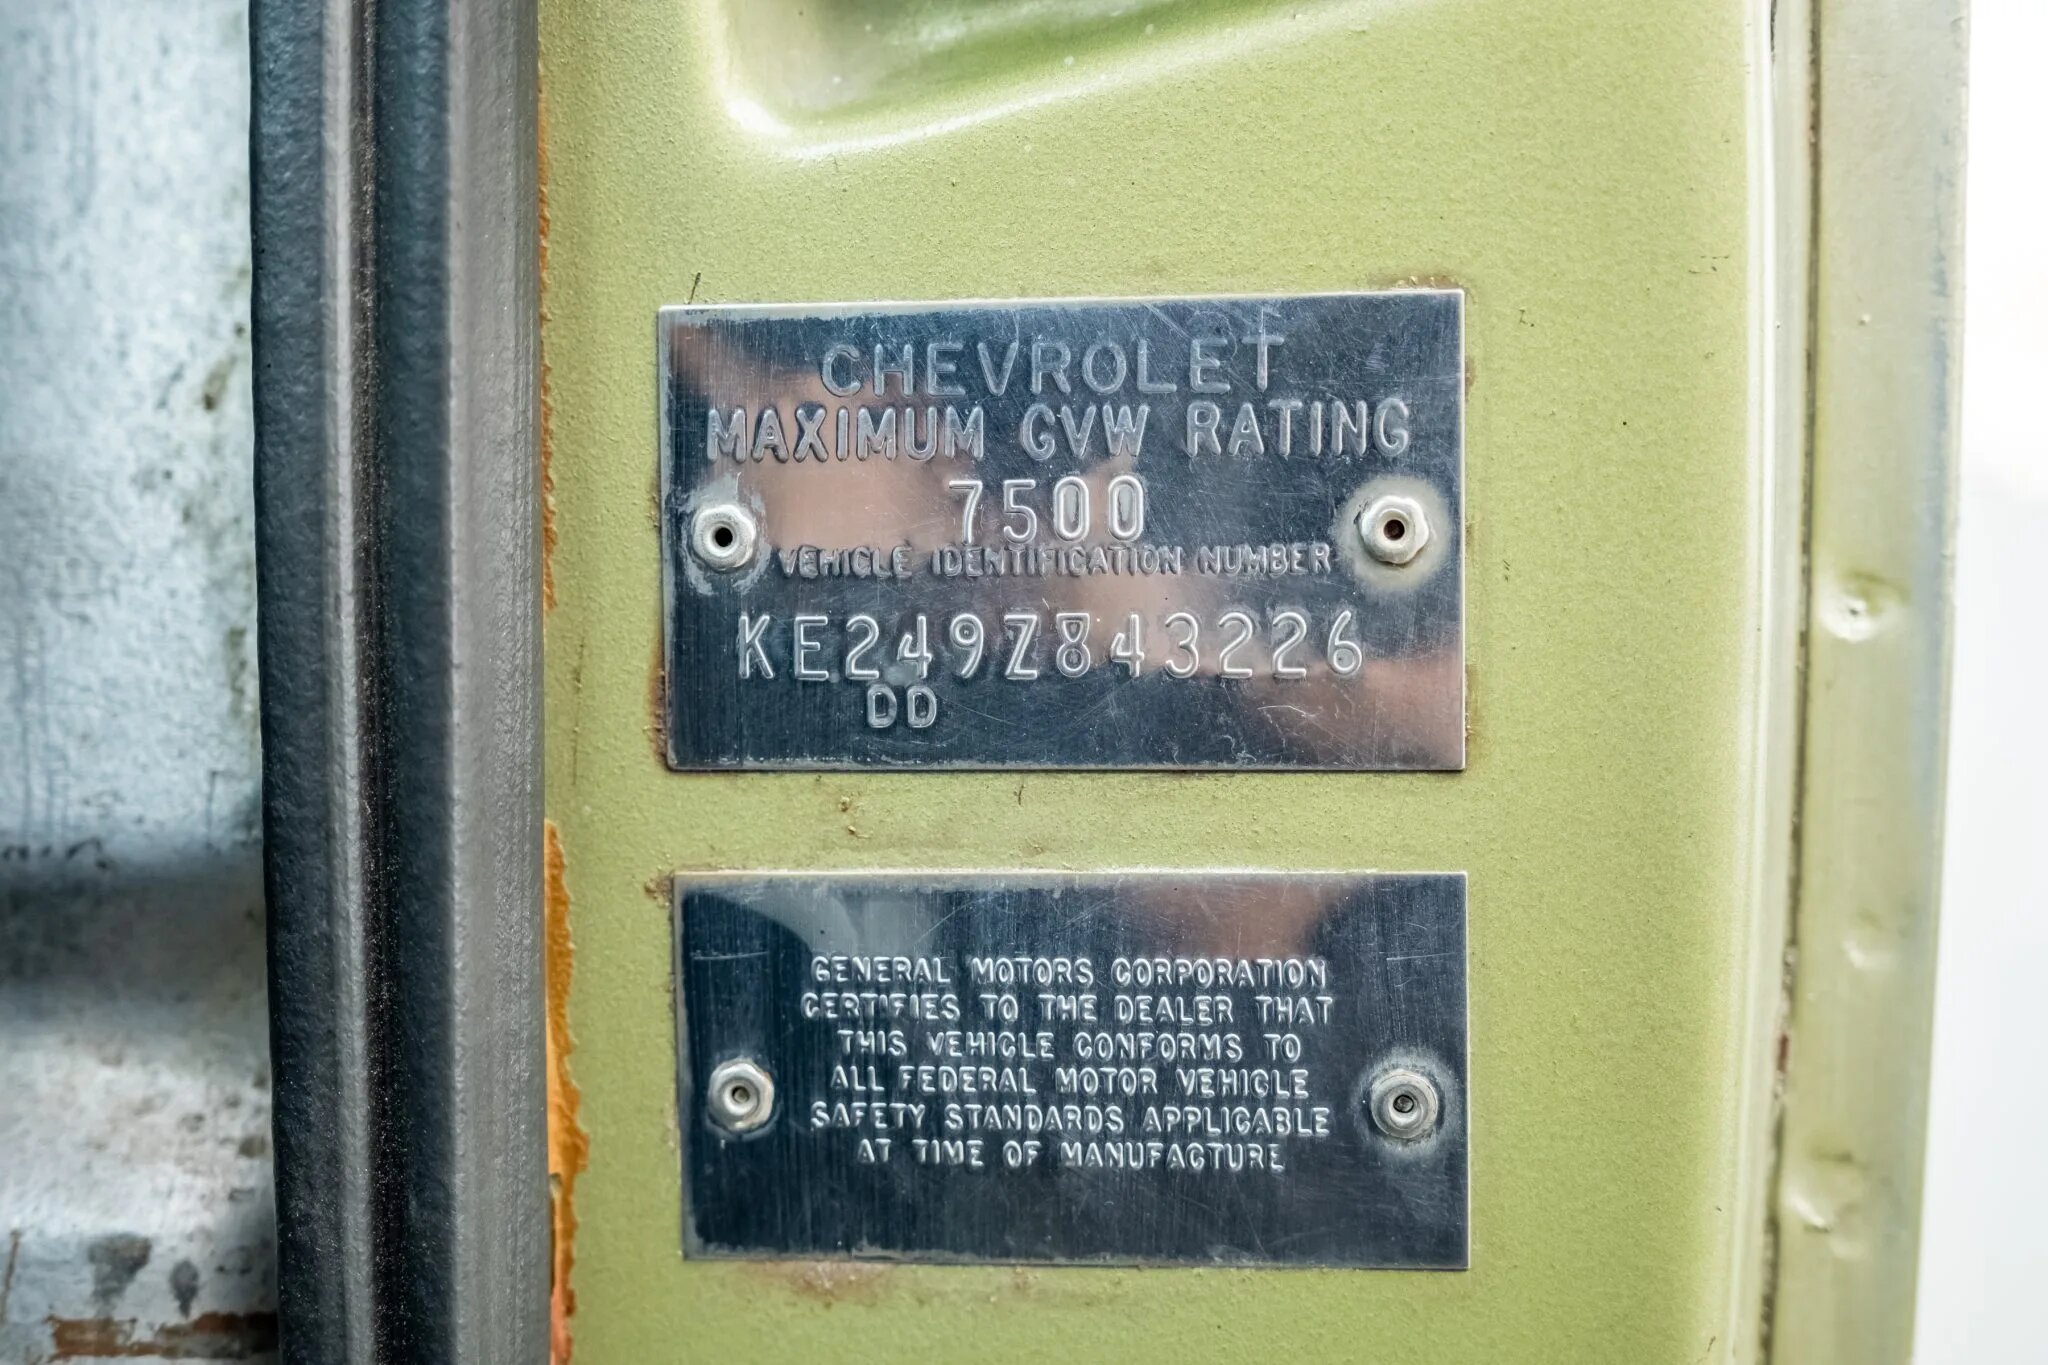 CHEVROLET
MAXIMUM GVW RATING
7500
VEHICLE IDENTIFICATION NUMBER
KE249Z843226
DD
GENERAL MOTORS CORPORATION
CERTIFIES TO THE DEALER THAT
THIS VEHICLE CONFORMS TO
ALL FEDERAL MOTOR VEHICLE
SAFETY STANDARDS APPLICABLE
AT TIME OF MANUFACTURE